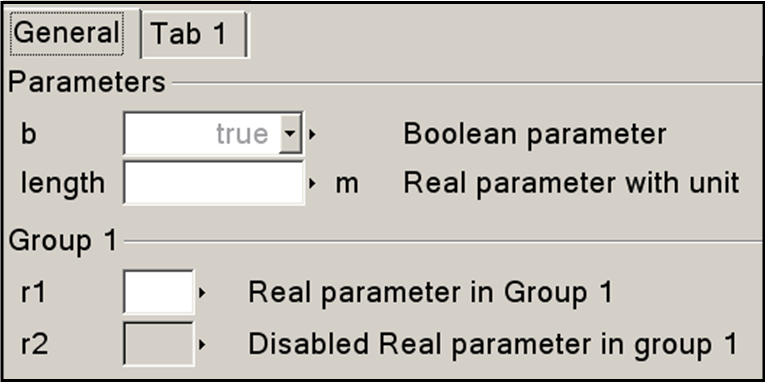 General Tab 1
Parameters
b true Boolean parameter
length m Real parameter with unit
Group 1
r1 Real parameter in Group 1
r2 Disabled Real parameter in group 1